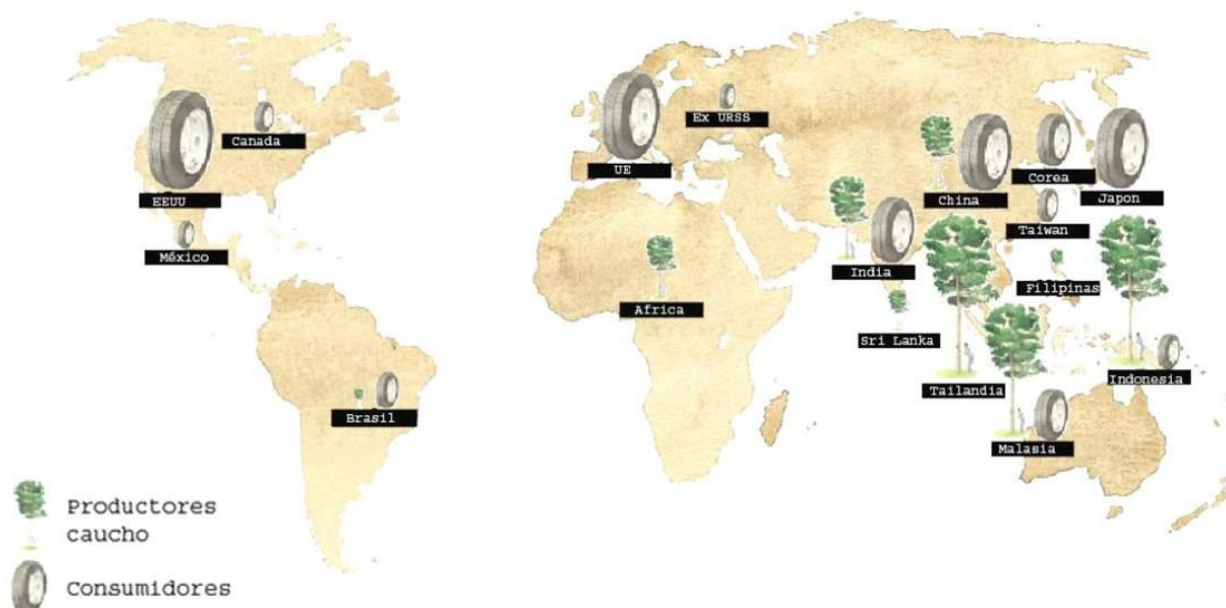 Canada
EEUU
México
Brasil
UE
Ex URSS
Africa
China
Corea
Japon
Taiwan
India
Filipinas
Sri Lanka
Tailandia
Indonesia
Malasia
Productores
caucho
Consumidores